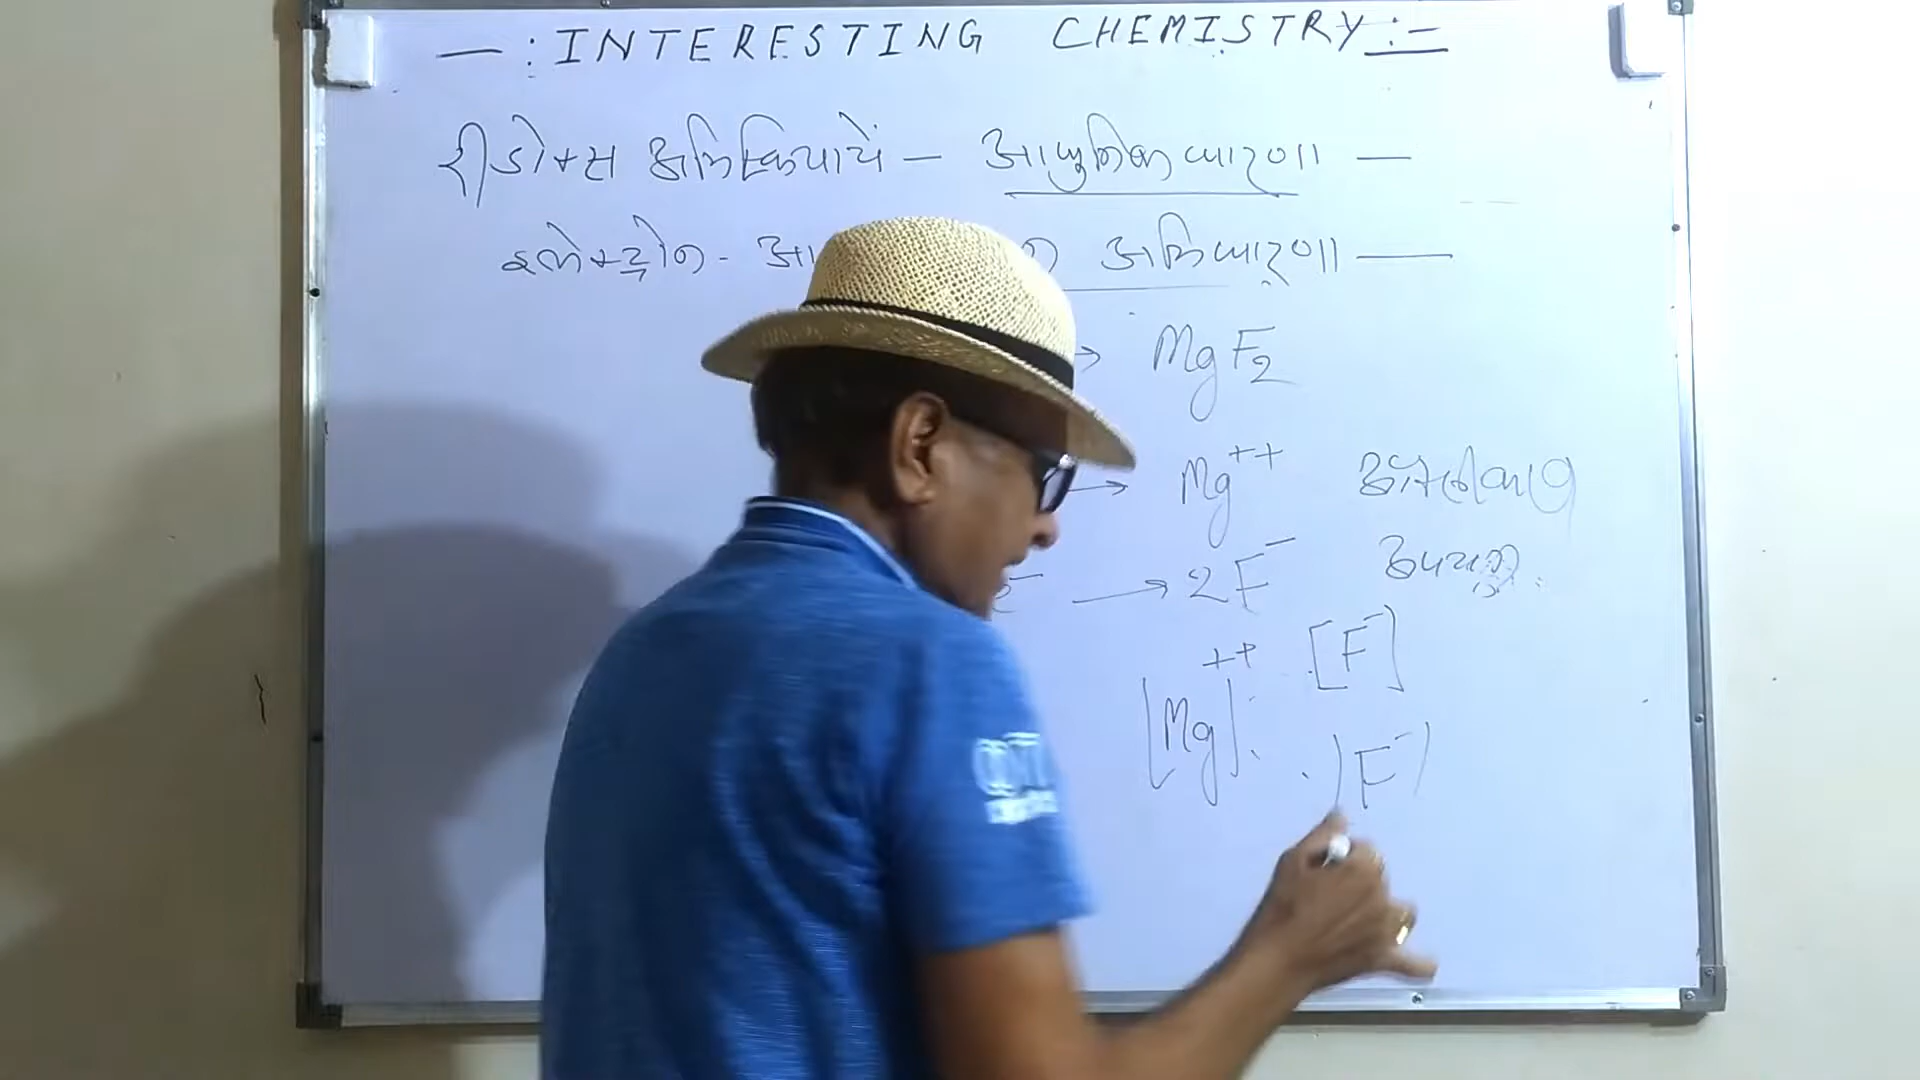 —: INTERESTING CHEMISTRY :—
रीडोक्स अभिक्रियायें — आधुनिक धारणा —
इलेक्ट्रोन - अभिधारणा —
→ MgF₂
→ Mg⁺⁺ ऑक्सीकरण
e⁻ → 2F⁻ अपचयन
[Mg]⁺⁺ : [F⁻]
[F⁻]